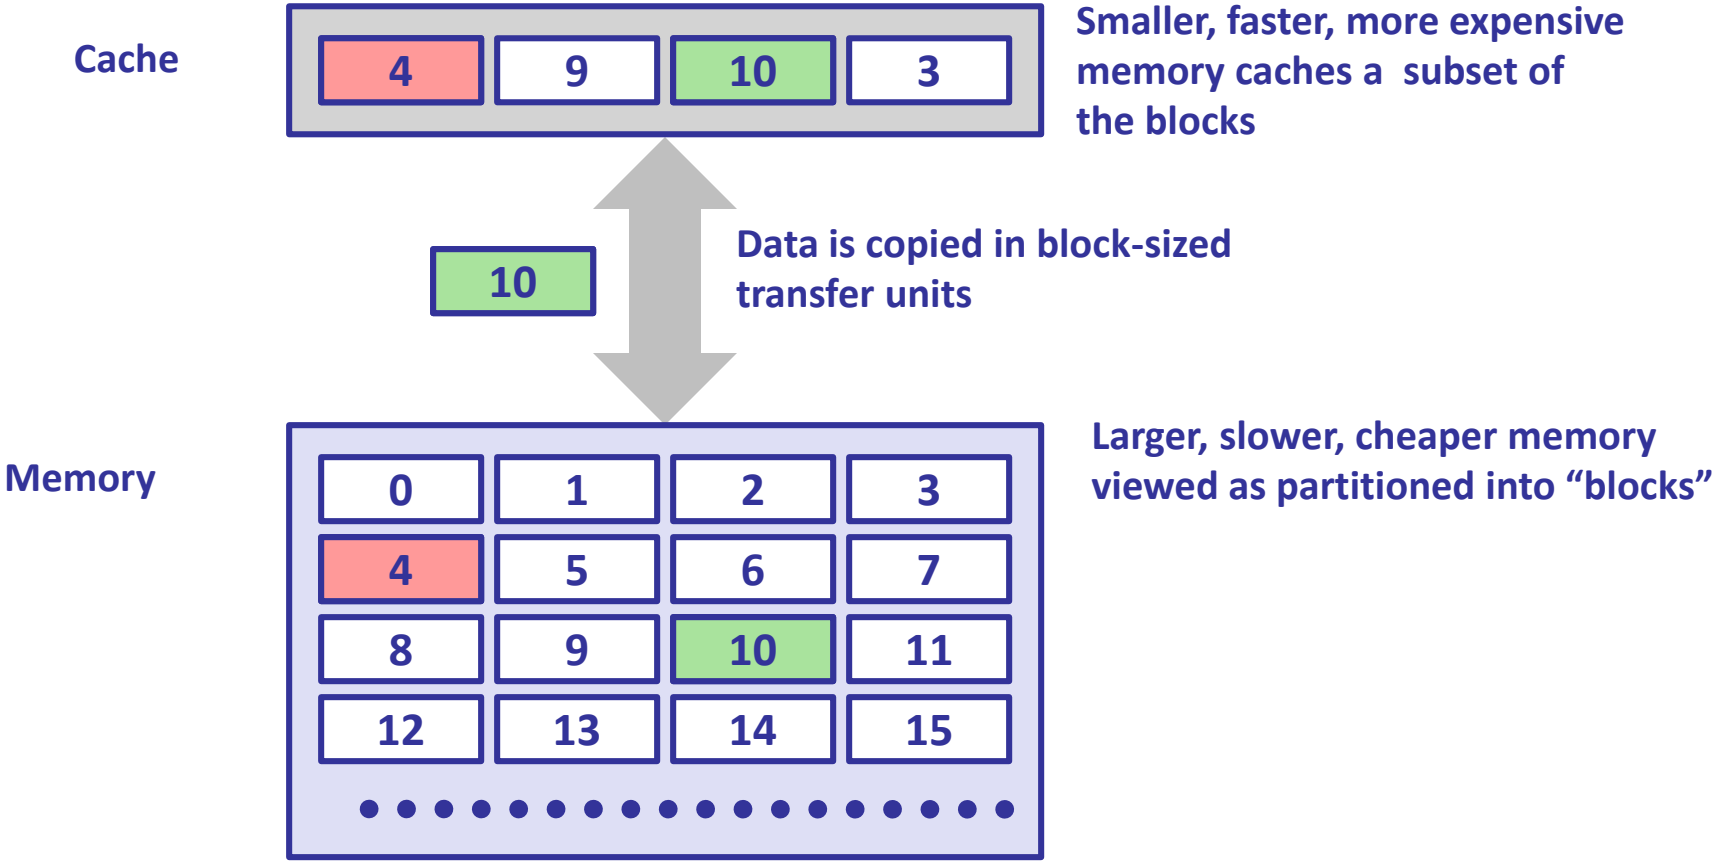 Cache
4 9 10 3
Smaller, faster, more expensive
memory caches a subset of
the blocks
10
Data is copied in block-sized
transfer units
Memory
0 1 2 3
4 5 6 7
8 9 10 11
12 13 14 15
Larger, slower, cheaper memory
viewed as partitioned into “blocks”